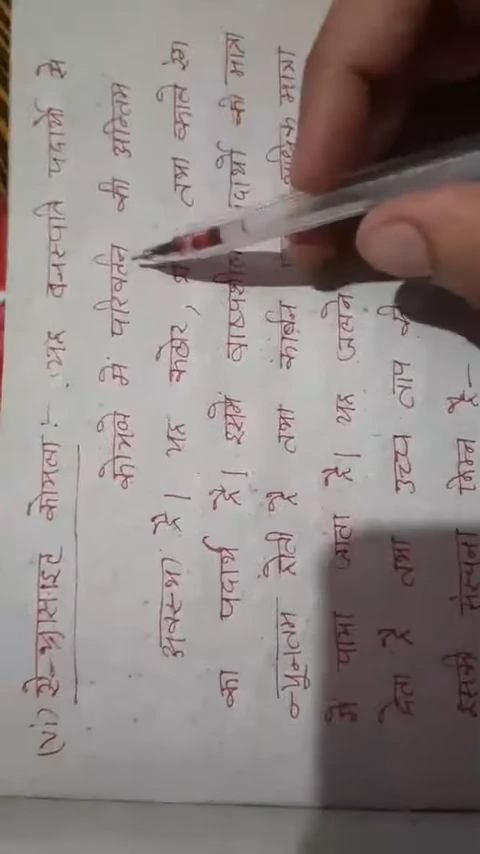 (vi) ऐन्थ्रासाइट कोयला :- यह वनस्पति पदार्थो से
कोयले में परिवर्तन की अन्तिम
अवस्था है। यह कठोर, तथा काले रंग
का पदार्थ है। इसमें वाष्पशील की मात्रा
न्यूनतम होती है तथा कार्बन मात्रा
में पाया जाता है। यह जलने
देता है तथा उच्च ताप
इसकी संरचना निम्न है -